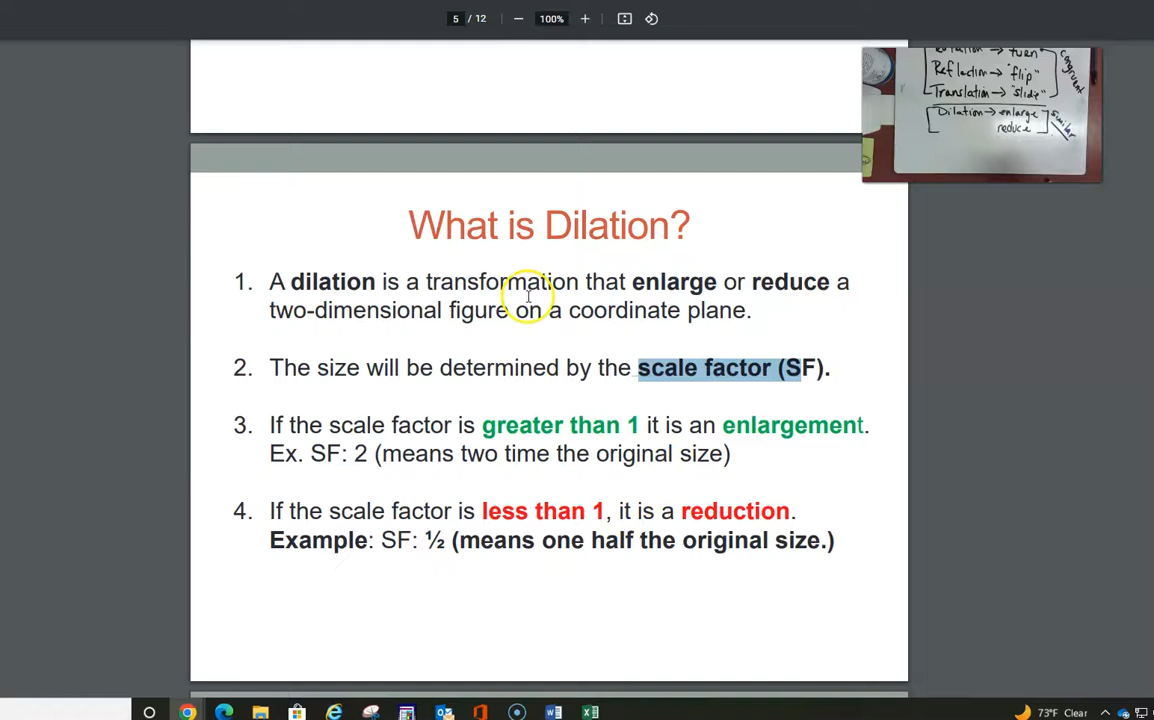 5 / 12
100%
turn
Reflection → "flip"
Translation → "slide"
congruent
Dilation → enlarge
reduce
similar
What is Dilation?
1. A dilation is a transformation that enlarge or reduce a
two-dimensional figure on a coordinate plane.
2. The size will be determined by the scale factor (SF).
3. If the scale factor is greater than 1 it is an enlargement.
Ex. SF: 2 (means two time the original size)
4. If the scale factor is less than 1, it is a reduction.
Example: SF: ½ (means one half the original size.)
73°F Clear